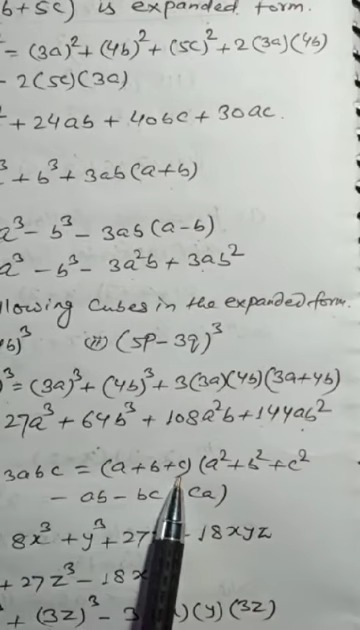 b+5c) is expanded form.
= (3a)² + (4b)² + (5c)² + 2(3a)(4b)
- 2(5c)(3a)
+ 24ab + 40bc + 30ac.
³ + b³ + 3ab(a+b)
a³ - b³ - 3ab(a-b)
a³ - b³ - 3a²b + 3ab²
llowing cubes in the expanded form.
4b)³ (ii) (5P-3q)³
)³ = (3a)³ + (4b)³ + 3(3a)(4b)(3a+4b)
27a³ + 64b³ + 108a²b + 144ab²
3abc = (a+b+c)(a²+b²+c²
- ab - bc ca)
8x³ + y³ + 27 - 18xyz
+ 27z³ - 18x
+ (3z)³ - 3 )(y)(3z)